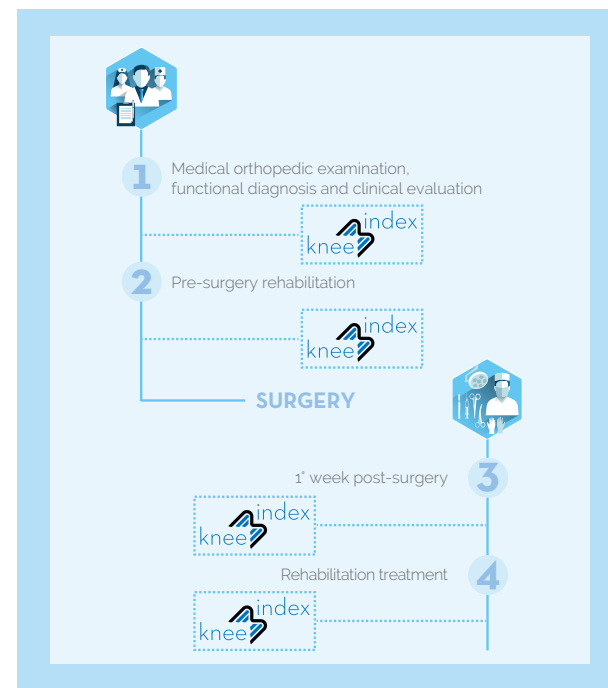 1
Medical orthopedic examination,
functional diagnosis and clinical evaluation
index
knee
2
Pre-surgery rehabilitation
index
knee
SURGERY
3
1° week post-surgery
index
knee
4
Rehabilitation treatment
index
knee